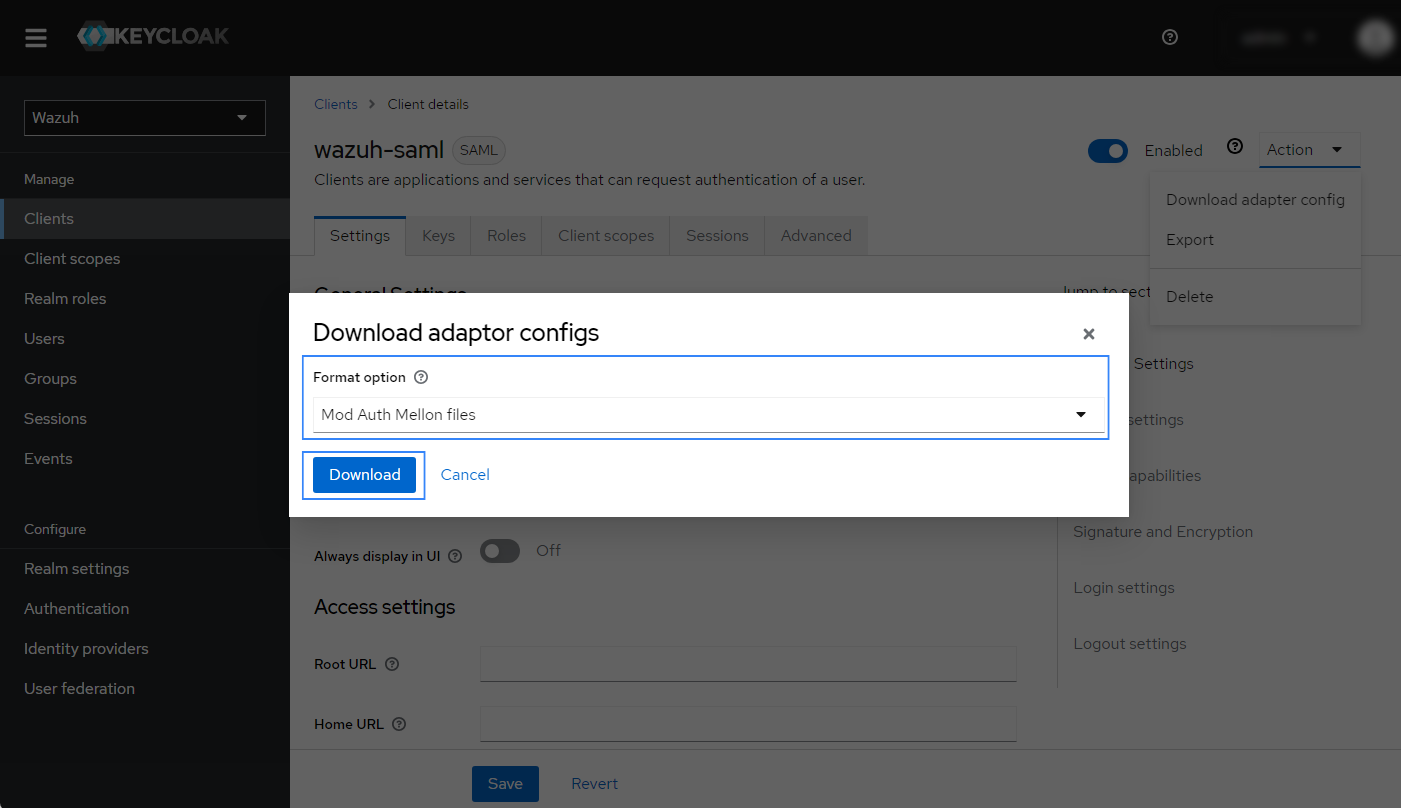 KEYCLOAK
Wazuh
Manage
Clients
Client scopes
Realm roles
Users
Groups
Sessions
Events
Configure
Realm settings
Authentication
Identity providers
User federation
Clients > Client details
wazuh-saml SAML
Enabled
Action
Clients are applications and services that can request authentication of a user.
Download adapter config
Export
Delete
Settings Keys Roles Client scopes Sessions Advanced
General Settings
Jump to sect
Download adaptor configs
Format option
Mod Auth Mellon files
Download Cancel
Settings
settings
apabilities
Signature and Encryption
Login settings
Logout settings
Always display in UI
Off
Access settings
Root URL
Home URL
Save Revert